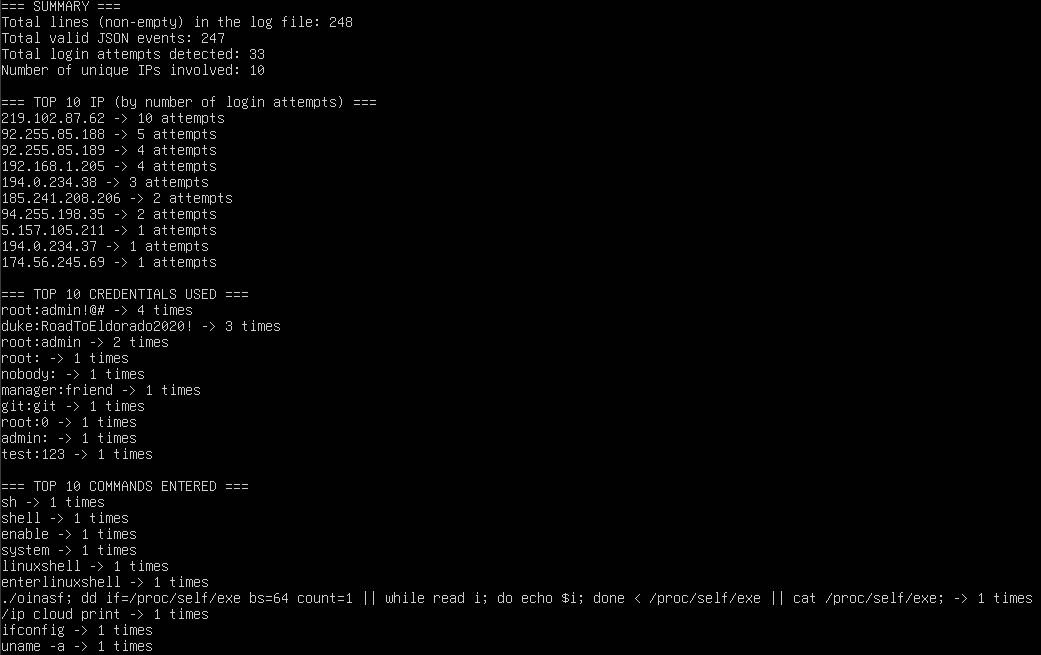 === SUMMARY ===
Total lines (non-empty) in the log file: 248
Total valid JSON events: 247
Total login attempts detected: 33
Number of unique IPs involved: 10
=== TOP 10 IP (by number of login attempts) ===
219.102.87.62 -> 10 attempts
92.255.85.188 -> 5 attempts
92.255.85.189 -> 4 attempts
192.168.1.205 -> 4 attempts
194.0.234.38 -> 3 attempts
185.241.208.206 -> 2 attempts
94.255.198.35 -> 2 attempts
5.157.105.211 -> 1 attempts
194.0.234.37 -> 1 attempts
174.56.245.69 -> 1 attempts
=== TOP 10 CREDENTIALS USED ===
root:admin!@# -> 4 times
duke:RoadToEldorado2020! -> 3 times
root:admin -> 2 times
root: -> 1 times
nobody: -> 1 times
manager:friend -> 1 times
git:git -> 1 times
root:0 -> 1 times
admin: -> 1 times
test:123 -> 1 times
=== TOP 10 COMMANDS ENTERED ===
sh -> 1 times
shell -> 1 times
enable -> 1 times
system -> 1 times
linuxshell -> 1 times
enterlinuxshell -> 1 times
./oinasf; dd if=/proc/self/exe bs=64 count=1 || while read i; do echo $i; done < /proc/self/exe || cat /proc/self/exe; -> 1 times
/ip cloud print -> 1 times
ifconfig -> 1 times
uname -a -> 1 times